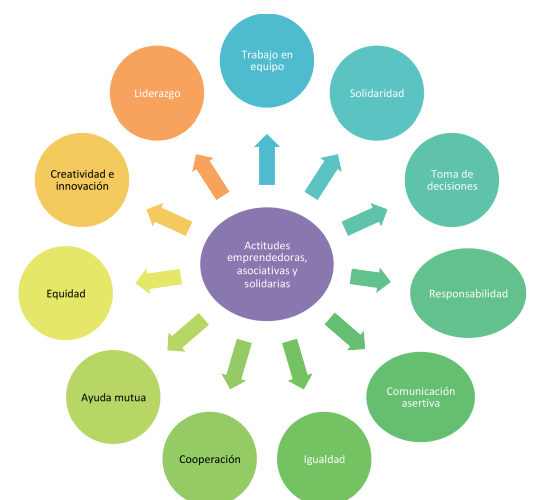 Trabajo en
equipo
Solidaridad
Toma de
decisiones
Responsabilidad
Comunicación
asertiva
Igualdad
Cooperación
Ayuda mutua
Equidad
Creatividad e
innovación
Liderazgo
Actitudes
emprendedoras,
asociativas y
solidarias